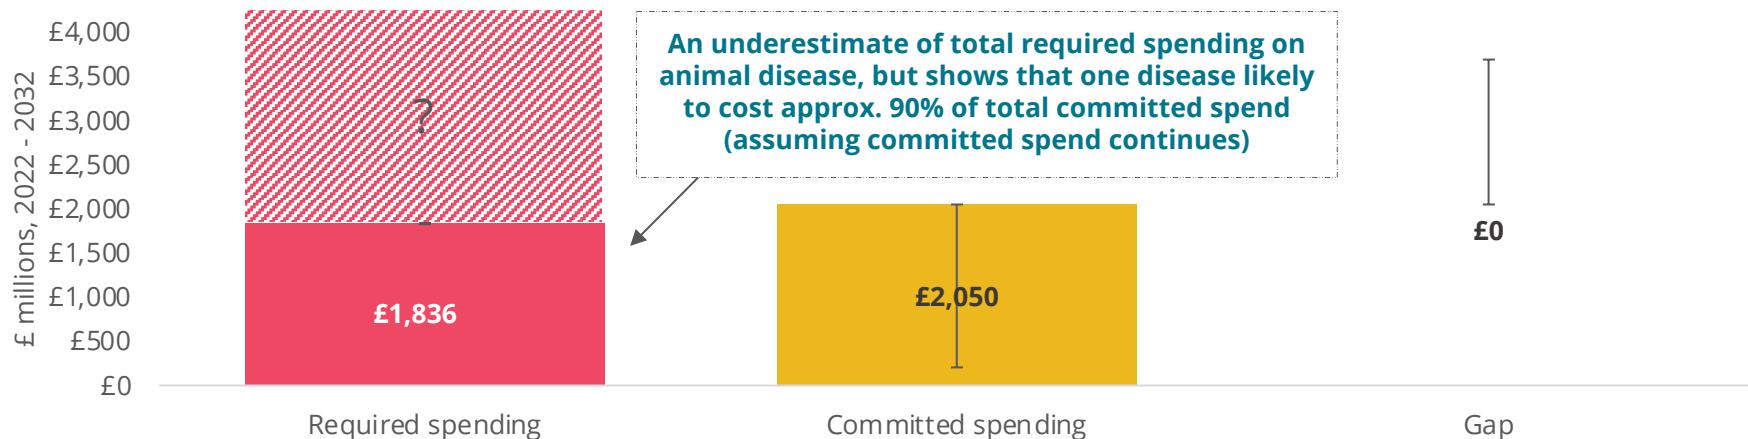 £ millions, 2022 - 2032
£4,000
£3,500
£3,000
£2,500
£2,000
£1,500
£1,000
£500
£0
?
£1,836
An underestimate of total required spending on
animal disease, but shows that one disease likely
to cost approx. 90% of total committed spend
(assuming committed spend continues)
£2,050
£0
Required spending
Committed spending
Gap